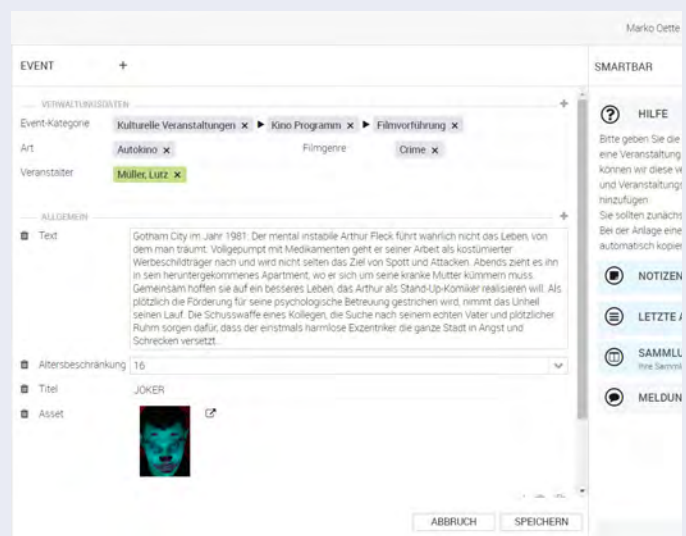 Marko Oette
EVENT +
SMARTBAR
VERWALTUNGSDATEN +
Event-Kategorie Kulturelle Veranstaltungen × ▶ Kino Programm × ▶ Filmvorführung ×
Art Autokino × Filmgenre Crime ×
Veranstalter Müller, Lutz ×
ALLGEMEIN +
Text
Gotham City im Jahr 1981: Der mental instabile Arthur Fleck führt wahrlich nicht das Leben, von
dem man träumt. Vollgepumpt mit Medikamenten geht er seiner Arbeit als kostümierter
Werbeschildträger nach und wird nicht selten das Ziel von Spott und Attacken. Abends zieht es ihn
in sein heruntergekommenes Apartment, wo er sich um seine kranke Mutter kümmern muss.
Gemeinsam hoffen sie auf ein besseres Leben, das Arthur als Stand-Up-Komiker realisieren will. Als
plötzlich die Förderung für seine psychologische Betreuung gestrichen wird, nimmt das Unheil
seinen Lauf. Die Schusswaffe eines Kollegen, die Suche nach seinem echten Vater und plötzlicher
Ruhm sorgen dafür, dass der einstmals harmlose Exzentriker die ganze Stadt in Angst und
Schrecken versetzt...
Altersbeschränkung 16
Titel JOKER
Asset
ABBRUCH SPEICHERN
? HILFE
Bitte geben Sie die
eine Veranstaltung
können wir diese ve
und Veranstaltungs
hinzufügen.
Sie sollten zunächs
Bei der Anlage eine
automatisch kopier
NOTIZEN
LETZTE A
SAMMLU
Ihre Samml
MELDUN